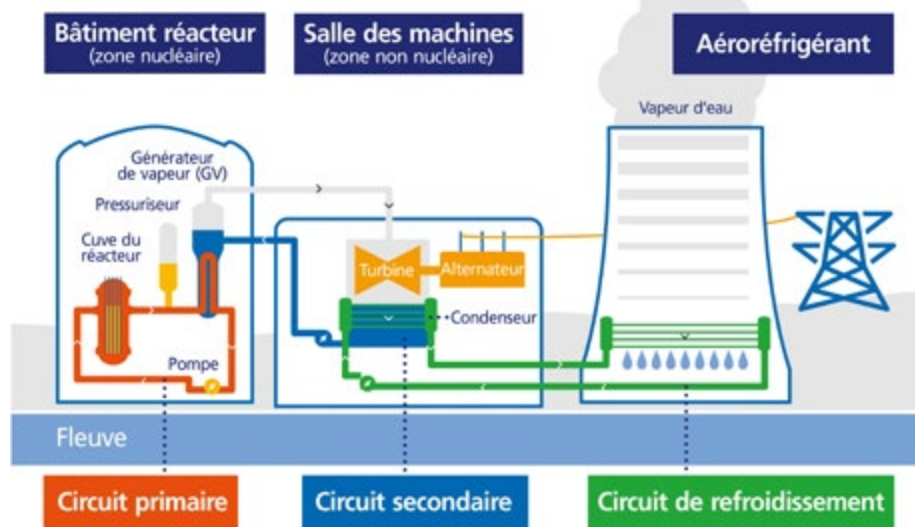 Bâtiment réacteur
(zone nucléaire)
Salle des machines
(zone non nucléaire)
Aéroréfrigérant
Vapeur d'eau
Générateur
de vapeur (GV)
Pressuriseur
Cuve du
réacteur
Turbine
Alternateur
Condenseur
Pompe
Fleuve
Circuit primaire
Circuit secondaire
Circuit de refroidissement